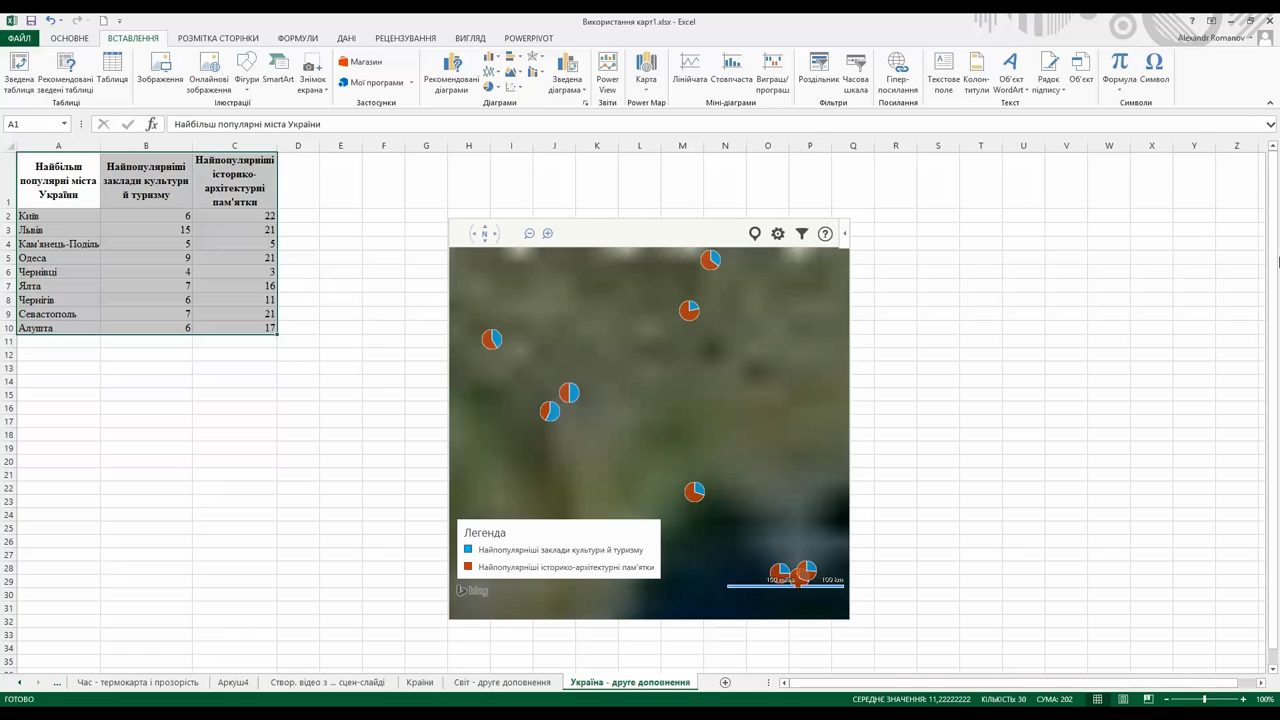 Використання карт1.xlsx - Excel
Alexandr Romanov
ФАЙЛ ОСНОВНЕ ВСТАВЛЕННЯ РОЗМІТКА СТОРІНКИ ФОРМУЛИ ДАНІ РЕЦЕНЗУВАННЯ ВИГЛЯД POWERPIVOT
Зведена таблиця
Рекомендовані зведені таблиці
Таблиця
Зображення
Онлайнові зображення
Фігури
SmartArt
Знімок екрана
Магазин
Мої програми
Рекомендовані діаграми
Зведена діаграма
Power View
Карта
Лінійчата
Стовпчаста
Виграш/програш
Роздільник
Часова шкала
Гіпер-посилання
Текстове поле
Колон-титули
Об'єкт WordArt
Рядок підпису
Об'єкт
Формула
Символ
Таблиці Ілюстрації Застосунки Діаграми Звіти Power Map Міні-діаграми Фільтри Посилання Текст Символи
A1 fx Найбільш популярні міста України
A B C D E F G H I J K L M N O P Q R S T U V W X Y Z
Найбільш популярні міста України
Найпопулярніші заклади культури й туризму
Найпопулярніші історико-архітектурні пам'ятки
1
2 Київ 6 22
3 Львів 15 21
4 Кам'янець-Поділь 5 5
5 Одеса 9 21
6 Чернівці 4 3
7 Ялта 7 16
8 Чернігів 6 11
9 Севастополь 7 21
10 Алушта 6 17
11
12
13
14
15
16
17
18
19
20
21
22
23
24
25
26
27
28
29
30
31
32
33
34
35
N
Легенда
Найпопулярніші заклади культури й туризму
Найпопулярніші історико-архітектурні пам'ятки
bing
100 miles 100 km
... Час - термокарта і прозорість Аркуш4 Створ. відео з ... сцен-слайді Країни Світ - друге доповнення Україна - друге доповнення
ГОТОВО
СЕРЕДНЄ ЗНАЧЕННЯ: 11,22222222 КІЛЬКІСТЬ: 30 СУМА: 202
100%